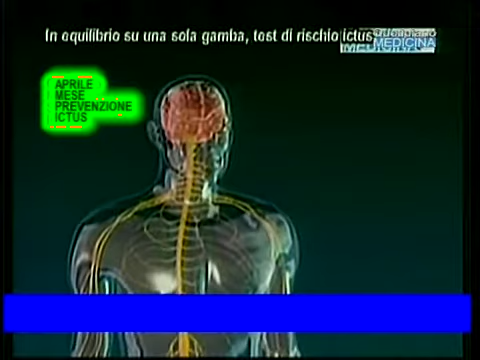 In equilibrio su una sola gamba, test di rischio ictus
MEDICINA
APRILE
MESE
PREVENZIONE
ICTUS